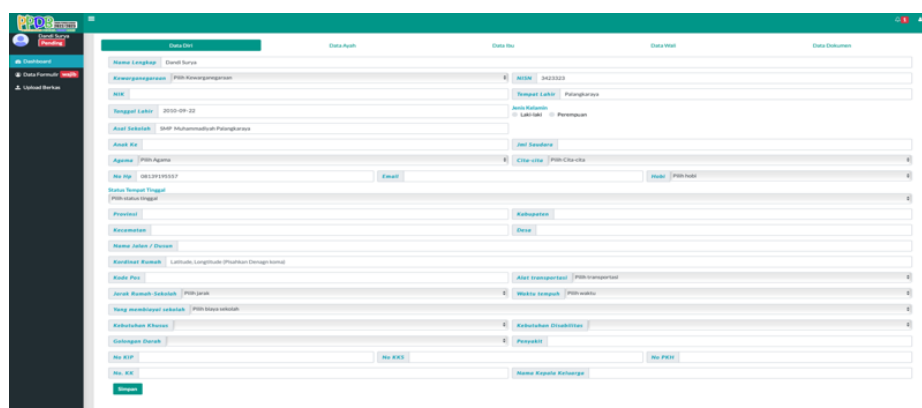 PPDB
1
Dandi Surya
Pending
Dashboard
Data Formulir wajib
Upload Berkas
Data Diri Data Ayah Data Ibu Data Wali Data Dokumen
Nama Lengkap Dandi Surya
Kewarganegaraan Pilih Kewarganegaraan NISN 3423323
NIK Tempat Lahir Palangkaraya
Tanggal Lahir 2010-09-22 Jenis Kelamin
Laki-laki Perempuan
Asal Sekolah SMP Muhammadiyah Palangkaraya
Anak Ke Jml Saudara
Agama Pilih Agama Cita-cita Pilih Cita-cita
No Hp 08139195557 Email Hobi Pilih hobi
Status Tempat Tinggal
Pilih status tinggal
Provinsi Kabupaten
Kecamatan Desa
Nama Jalan / Dusun
Kordinat Rumah Latitude,Longtitude (Pisahkan Denagn koma)
Kode Pos Alat transportasi Pilih transportasi
Jarak Rumah-Sekolah Pilih jarak Waktu tempuh Pilih waktu
Yang membiayai sekolah Pilih biaya sekolah
Kebutuhan Khusus Kebutuhan Disabilitas
Golongan Darah Penyakit
No KIP No KKS No PKH
No. KK Nama Kepala Keluarga
Simpan